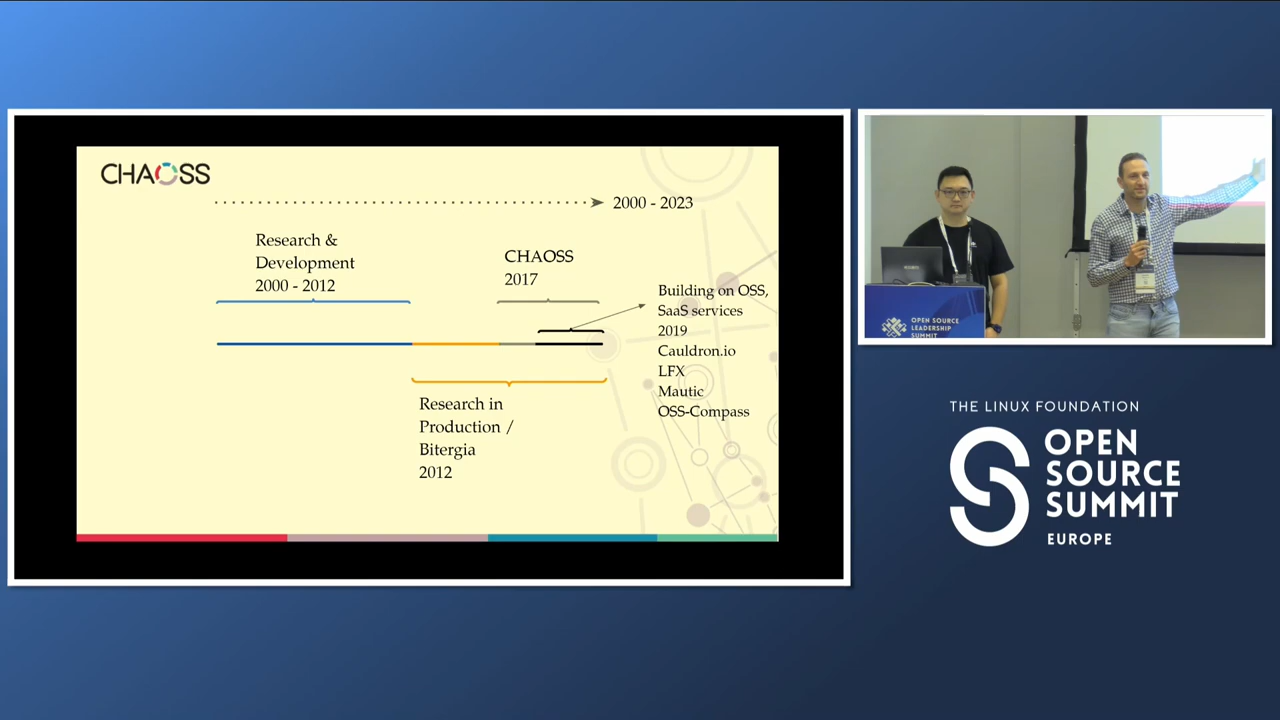 CHAOSS
2000 - 2023
Research &
Development
2000 - 2012
CHAOSS
2017
Building on OSS,
SaaS services
2019
Cauldron.io
LFX
Mautic
OSS-Compass
Research in
Production /
Bitergia
2012
OPEN SOURCE
LEADERSHIP
SUMMIT
THE LINUX FOUNDATION
OPEN
SOURCE
SUMMIT
EUROPE